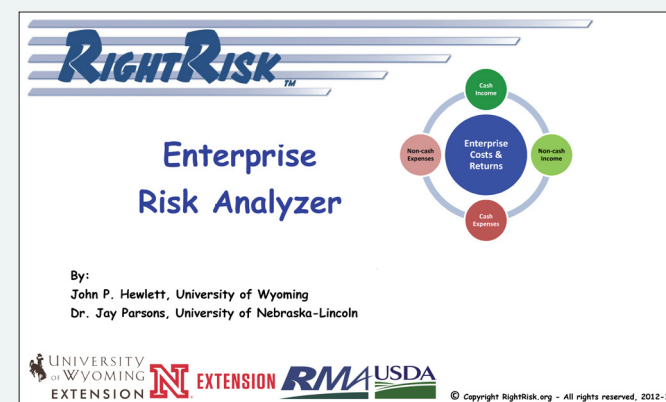 RIGHTRISK TM
Enterprise
Risk Analyzer
Cash
Income
Non-cash
Expenses
Enterprise
Costs &
Returns
Non-cash
Income
Cash
Expenses
By:
John P. Hewlett, University of Wyoming
Dr. Jay Parsons, University of Nebraska-Lincoln
UNIVERSITY
OF WYOMING
EXTENSION
N EXTENSION
RMA
USDA
© Copyright RightRisk.org - All rights reserved, 2012-